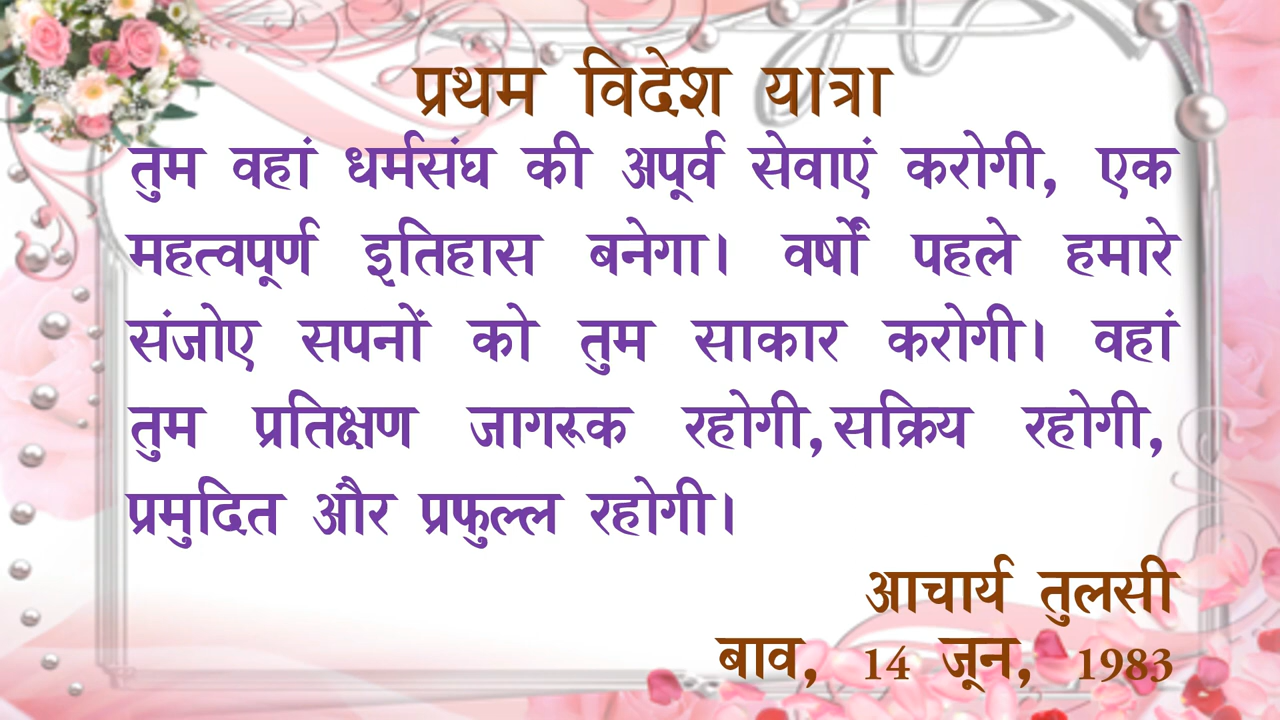 प्रथम विदेश यात्रा
तुम वहां धर्मसंघ की अपूर्व सेवाएं करोगी, एक
महत्वपूर्ण इतिहास बनेगा। वर्षों पहले हमारे
संजोए सपनों को तुम साकार करोगी। वहां
तुम प्रतिक्षण जागरूक रहोगी,सक्रिय रहोगी,
प्रमुदित और प्रफुल्ल रहोगी।
आचार्य तुलसी
बाव, 14 जून, 1983